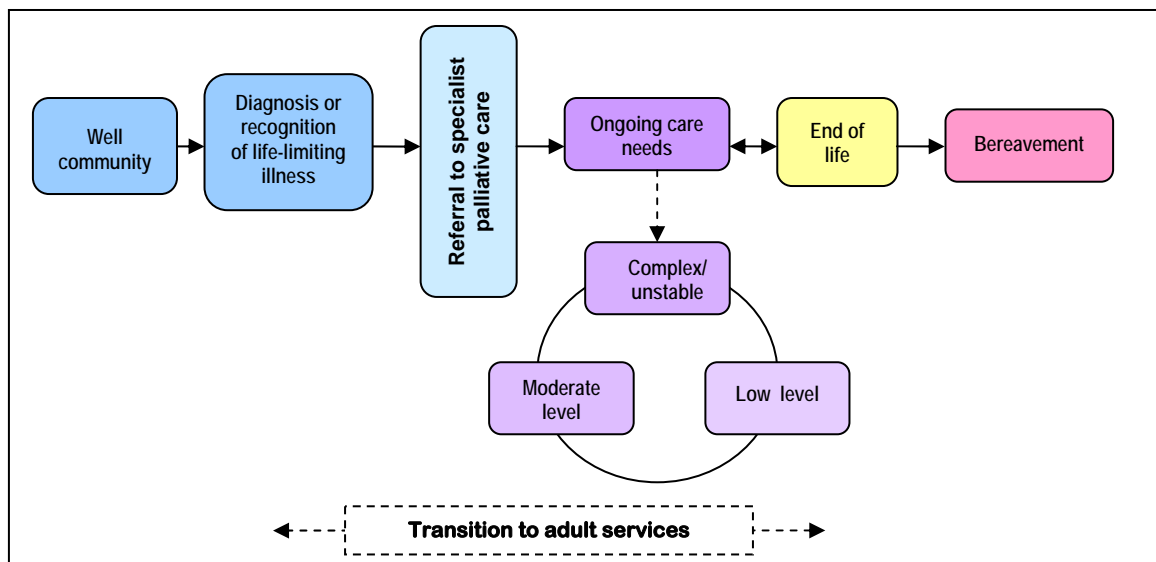 Well
community
Diagnosis or
recognition
of life-limiting
illness
Referral to specialist
palliative care
Ongoing care
needs
End of
life
Bereavement
Complex/
unstable
Moderate
level
Low level
Transition to adult services